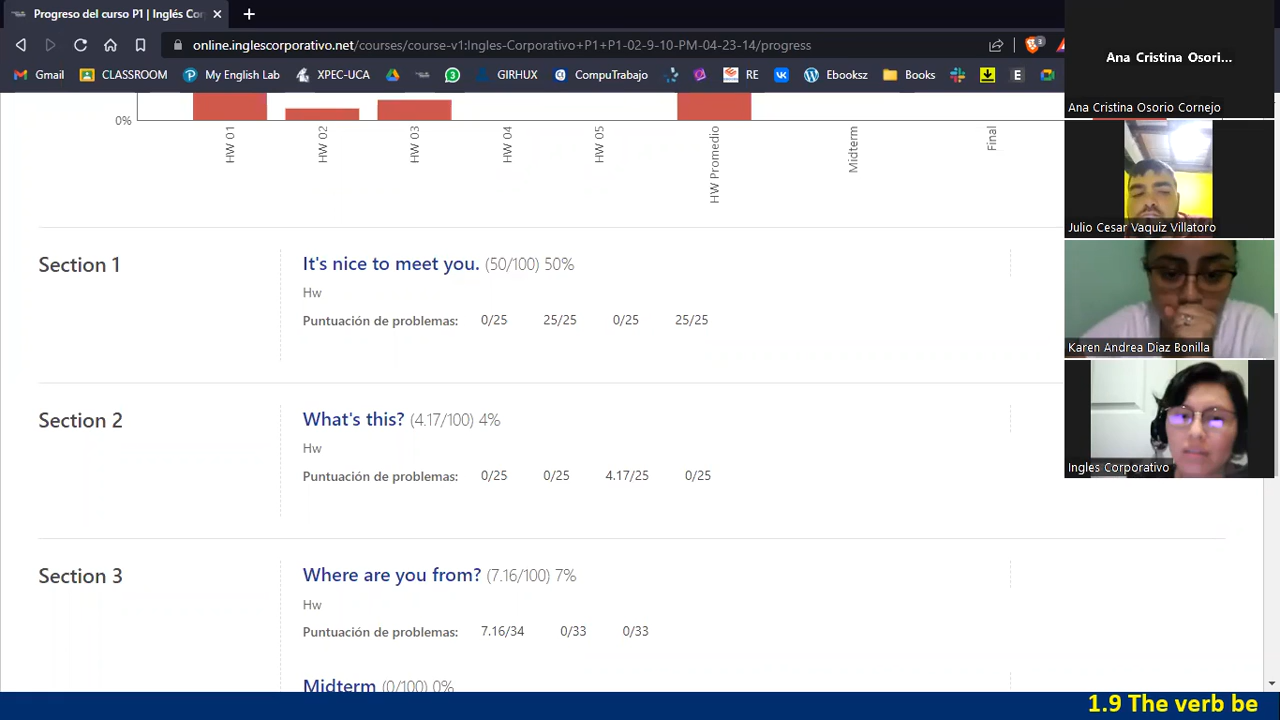 Progreso del curso P1 | Inglés Cor
online.inglescorporativo.net/courses/course-v1:Ingles-Corporativo+P1+P1-02-9-10-PM-04-23-14/progress
Gmail CLASSROOM My English Lab XPEC-UCA GIRHUX CompuTrabajo RE Ebooksz Books
0%
HW 01
HW 02
HW 03
HW 04
HW 05
HW Promedio
Midterm
Final
Section 1
It's nice to meet you. (50/100) 50%
Hw
Puntuación de problemas: 0/25 25/25 0/25 25/25
Section 2
What's this? (4.17/100) 4%
Hw
Puntuación de problemas: 0/25 0/25 4.17/25 0/25
Section 3
Where are you from? (7.16/100) 7%
Hw
Puntuación de problemas: 7.16/34 0/33 0/33
Midterm (0/100) 0%
Ana Cristina Osori...
Ana Cristina Osorio Cornejo
Julio Cesar Vaquiz Villatoro
Karen Andrea Diaz Bonilla
Ingles Corporativo
1.9 The verb be